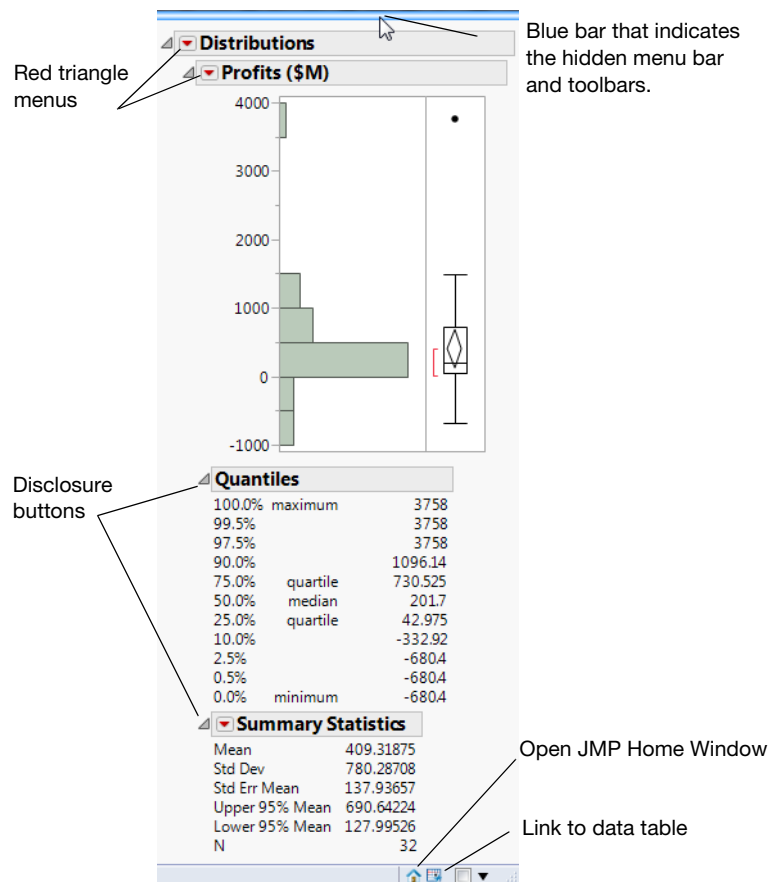 Blue bar that indicates
the hidden menu bar
and toolbars.
Distributions
Red triangle
menus
Profits ($M)
4000
3000
2000
1000
0
-1000
Disclosure
buttons
Quantiles
100.0% maximum 3758
99.5% 3758
97.5% 3758
90.0% 1096.14
75.0% quartile 730.525
50.0% median 201.7
25.0% quartile 42.975
10.0% -332.92
2.5% -680.4
0.5% -680.4
0.0% minimum -680.4
Summary Statistics
Mean 409.31875
Std Dev 780.28708
Std Err Mean 137.93657
Upper 95% Mean 690.64224
Lower 95% Mean 127.99526
N 32
Open JMP Home Window
Link to data table